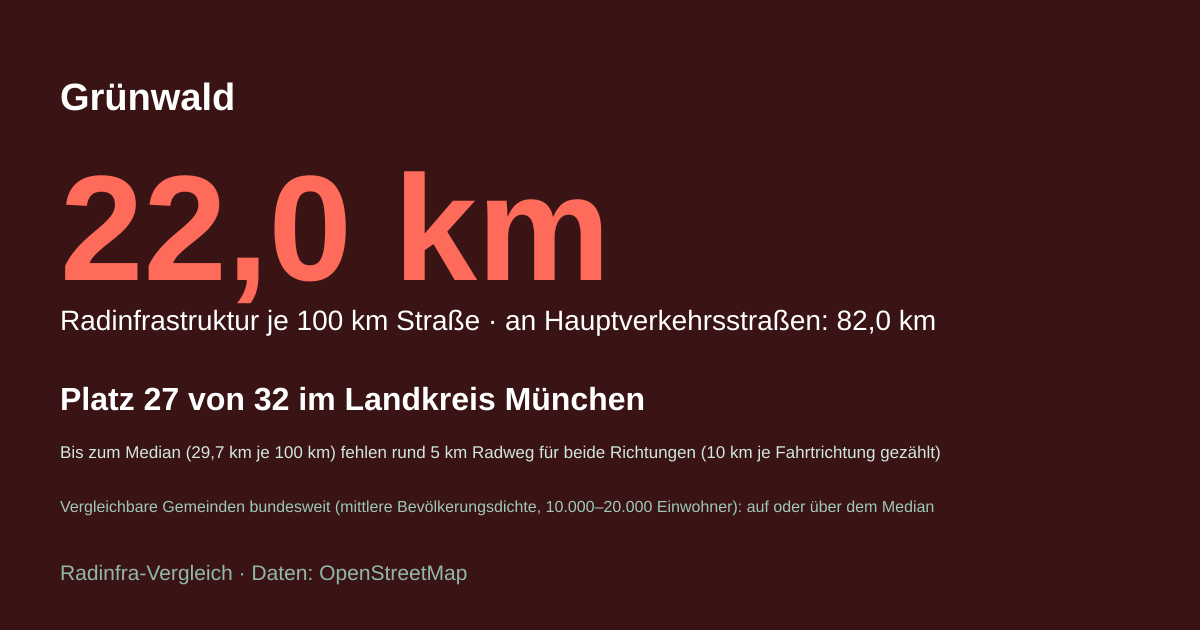 Grünwald
22,0 km
Radinfrastruktur je 100 km Straße · an Hauptverkehrsstraßen: 82,0 km
Platz 27 von 32 im Landkreis München
Bis zum Median (29,7 km je 100 km) fehlen rund 5 km Radweg für beide Richtungen (10 km je Fahrtrichtung gezählt)
Vergleichbare Gemeinden bundesweit (mittlere Bevölkerungsdichte, 10.000–20.000 Einwohner): auf oder über dem Median
Radinfra-Vergleich · Daten: OpenStreetMap